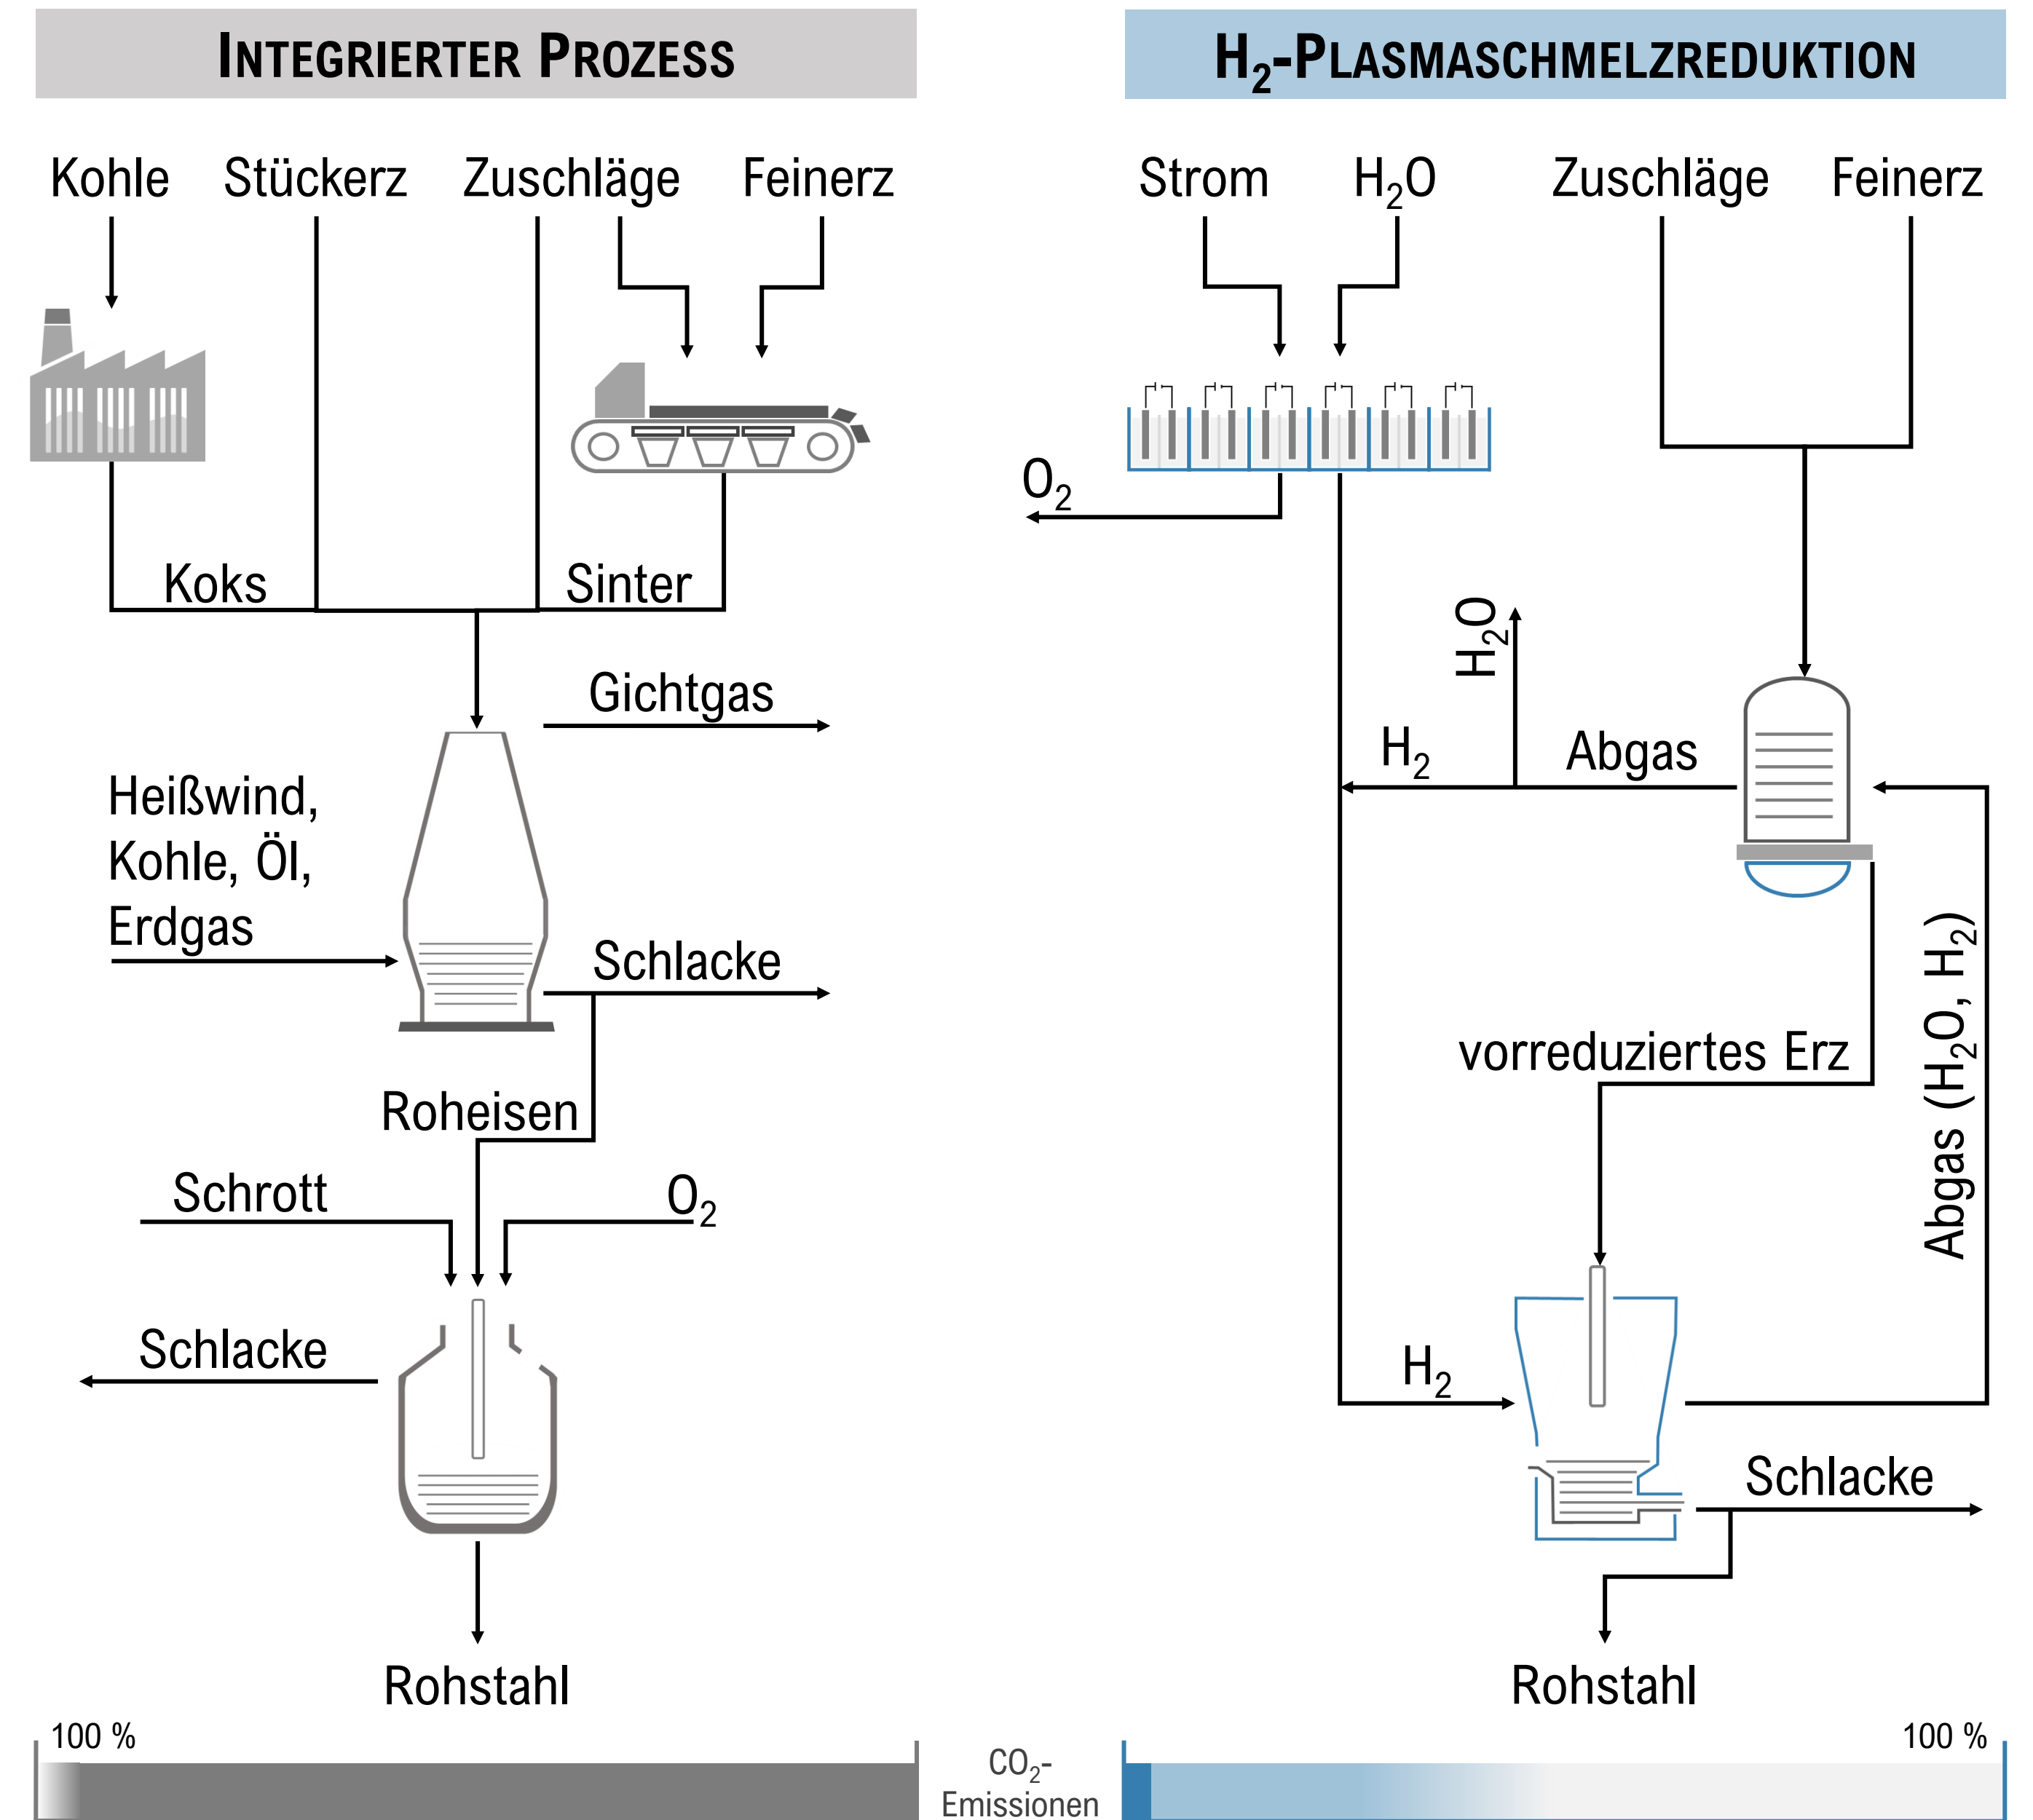 INTEGRIERTER PROZESS
Kohle
Stückerz
Zuschläge
Feinerz
Koks
Sinter
Gichtgas
Heißwind,
Kohle, Öl,
Erdgas
Schlacke
Roheisen
Schrott
O₂
Schlacke
Rohstahl
100 %
CO₂-
Emissionen
H₂-PLASMASCHMELZREDUKTION
Strom
H₂O
Zuschläge
Feinerz
O₂
H₂O
H₂
Abgas
vorreduziertes Erz
Abgas (H₂O, H₂)
H₂
Schlacke
Rohstahl
100 %